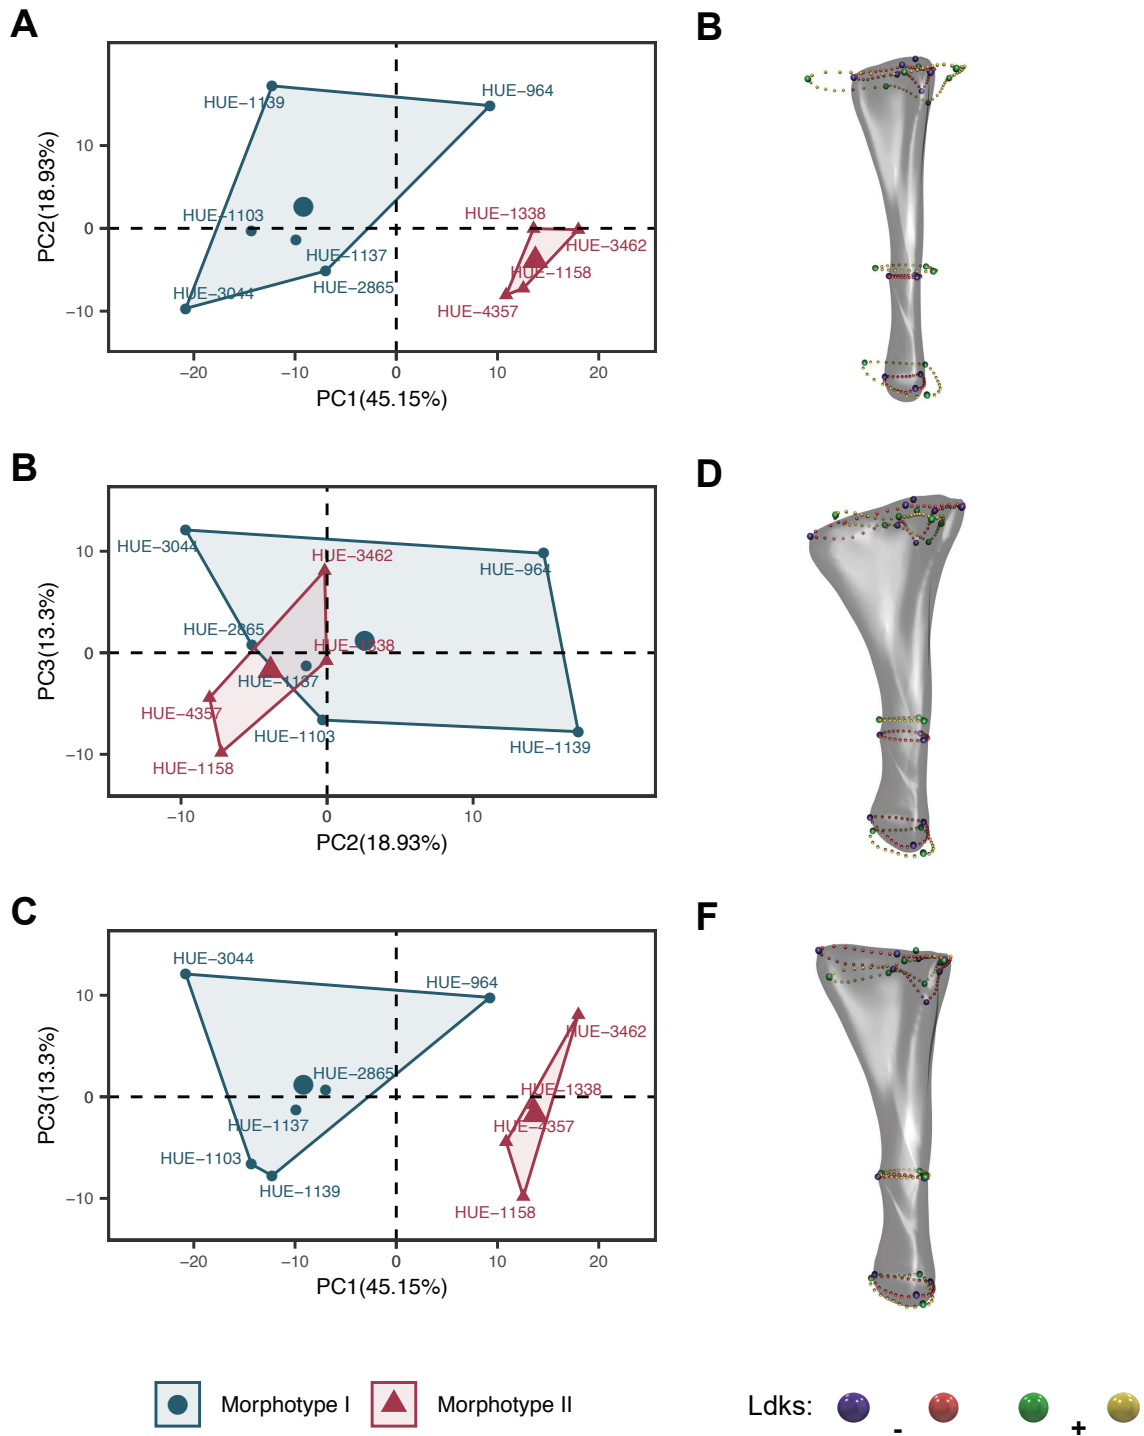 A
B
HUE−1139
HUE−964
10
HUE−1103
HUE−1338
0
HUE−3462
HUE−1137
HUE−1158
HUE−3044
HUE−2865
−10
HUE−4357
PC2(18.93%)
−20
−10
0
10
20
PC1(45.15%)
B
D
HUE−3044
10
HUE−3462
HUE−964
HUE−2865
HUE−1338
0
HUE−1137
HUE−4357
HUE−1103
HUE−1139
−10
HUE−1158
PC3(13.3%)
−10
0
10
PC2(18.93%)
C
F
HUE−3044
HUE−964
10
HUE−3462
HUE−2865
HUE−1338
0
HUE−1137
HUE−4357
HUE−1103
HUE−1139
−10
HUE−1158
PC3(13.3%)
−20
−10
0
10
20
PC1(45.15%)
Morphotype I
Morphotype II
Ldks:
-
+